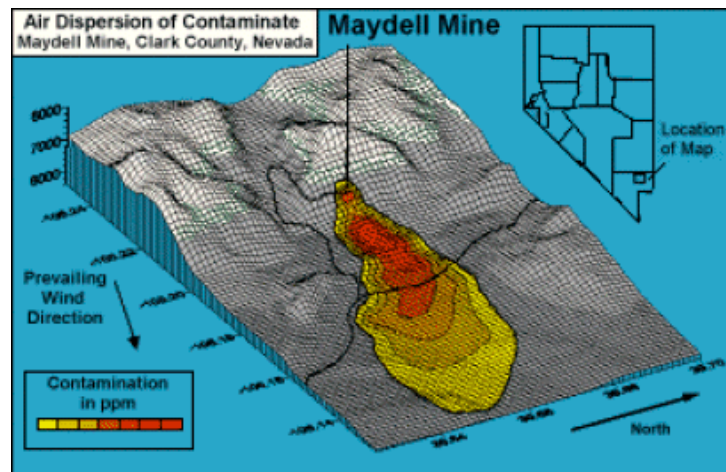 Air Dispersion of Contaminate
Maydell Mine, Clark County, Nevada
Maydell Mine
Location
of Map
8000
7000
6000
Prevailing
Wind
Direction
Contamination
in ppm
North